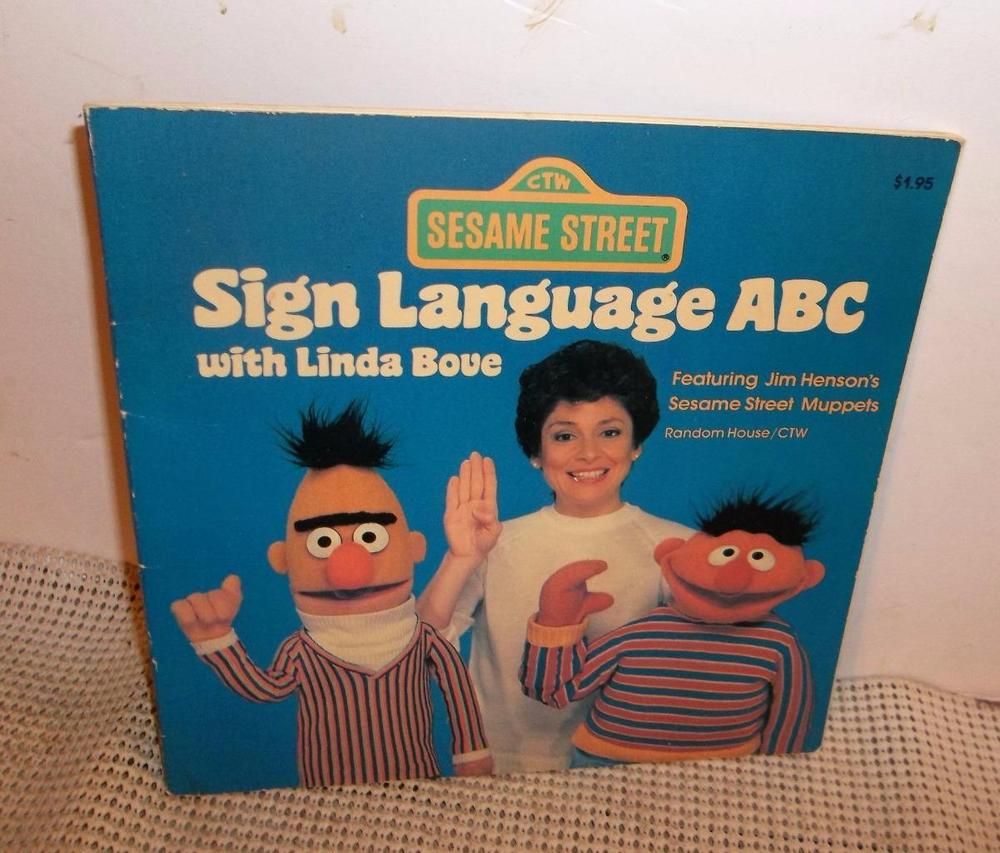 $1.95
CTW
SESAME STREET®
Sign Language ABC
with Linda Bove
Featuring Jim Henson's
Sesame Street Muppets
Random House/CTW